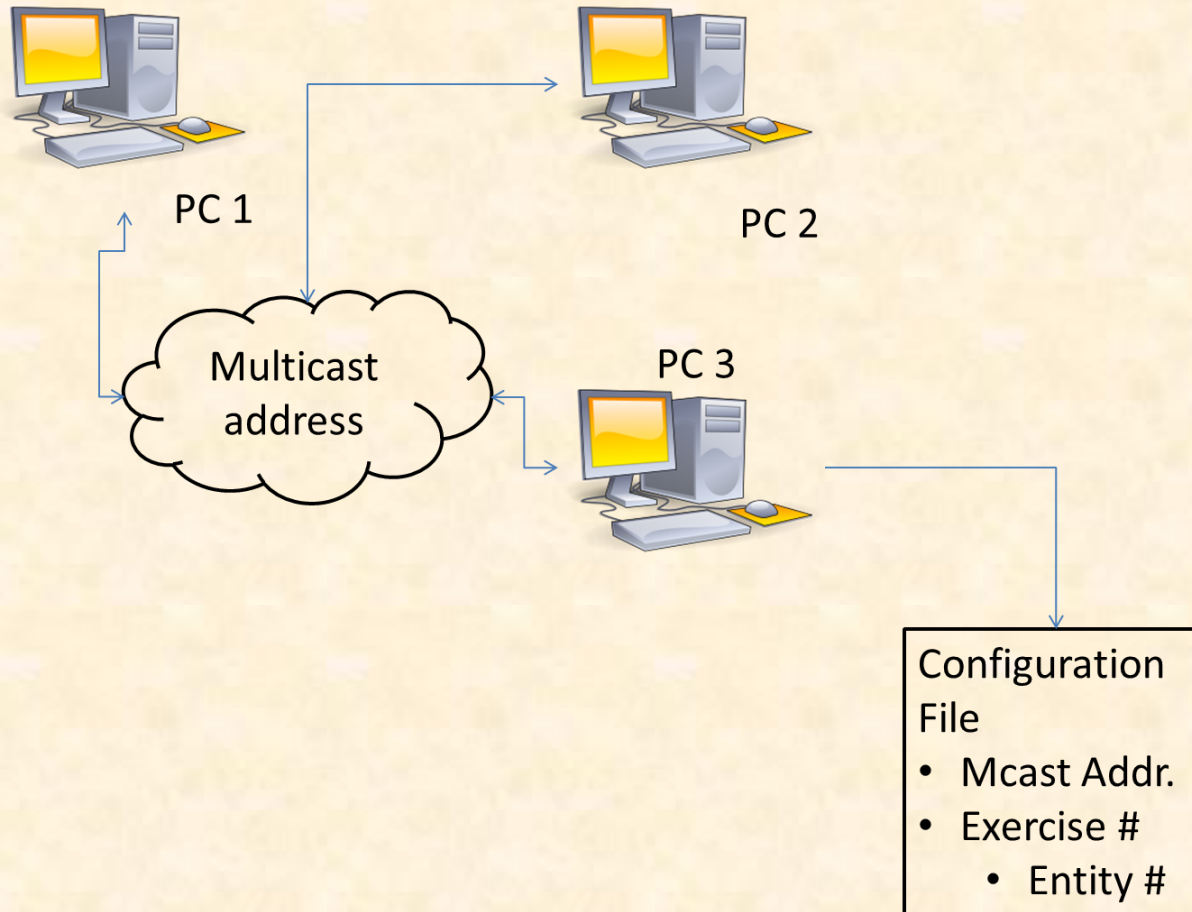 PC 1
PC 2
Multicast
address
PC 3
Configuration
File
• Mcast Addr.
• Exercise #
• Entity #